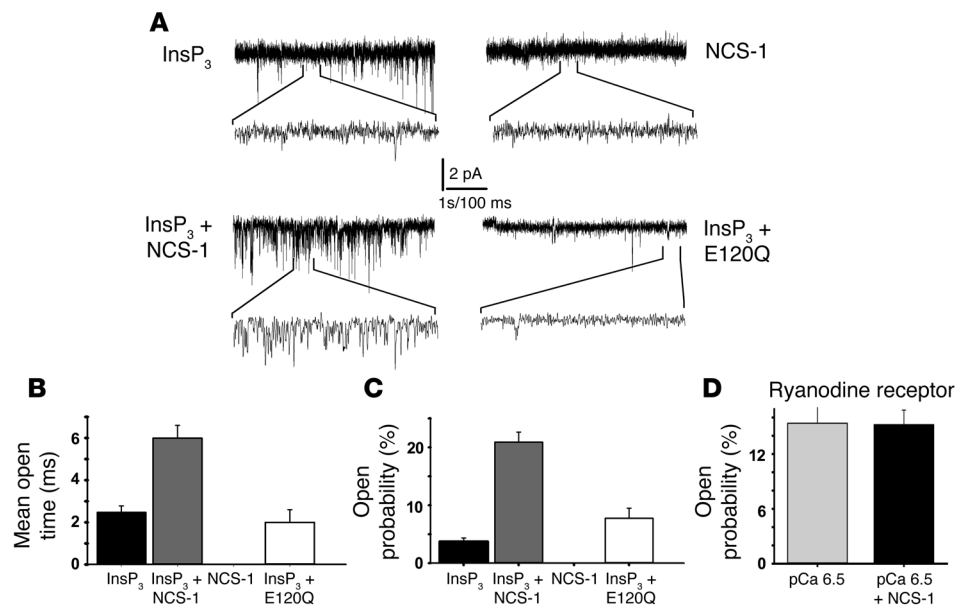 A
InsP3
NCS-1
2 pA
1s/100 ms
InsP3 +
NCS-1
InsP3 +
E120Q
B
Mean open
time (ms)
6
4
2
0
InsP3
InsP3 +
NCS-1
NCS-1
InsP3 +
E120Q
C
Open
probability (%)
20
10
0
InsP3
InsP3 +
NCS-1
NCS-1
InsP3 +
E120Q
D
Ryanodine receptor
Open
probability (%)
12
6
0
pCa 6.5
pCa 6.5
+ NCS-1